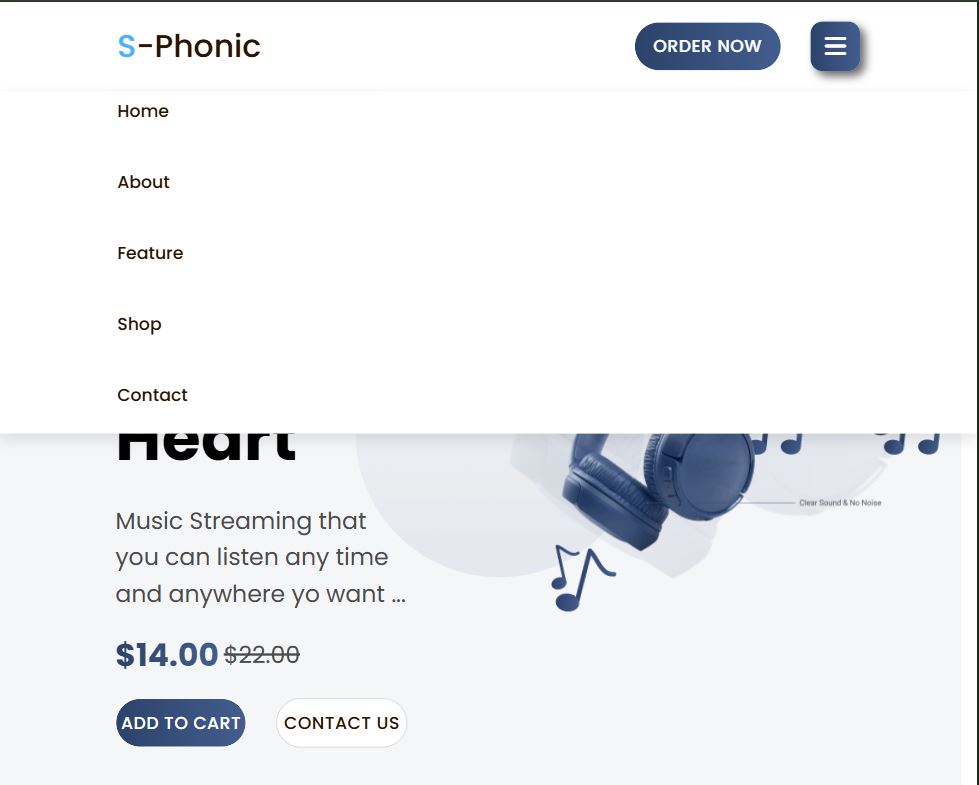 S-Phonic
ORDER NOW
Home
About
Feature
Shop
Contact
Heart
Clear Sound & No Noise
Music Streaming that
you can listen any time
and anywhere yo want ...
$14.00 $22.00
ADD TO CART
CONTACT US